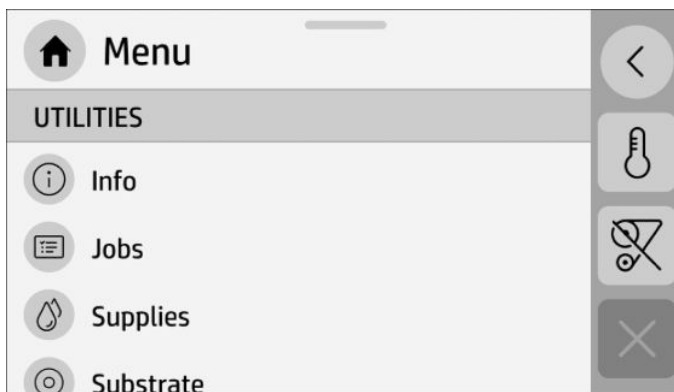 Menu
UTILITIES
Info
Jobs
Supplies
Substrate